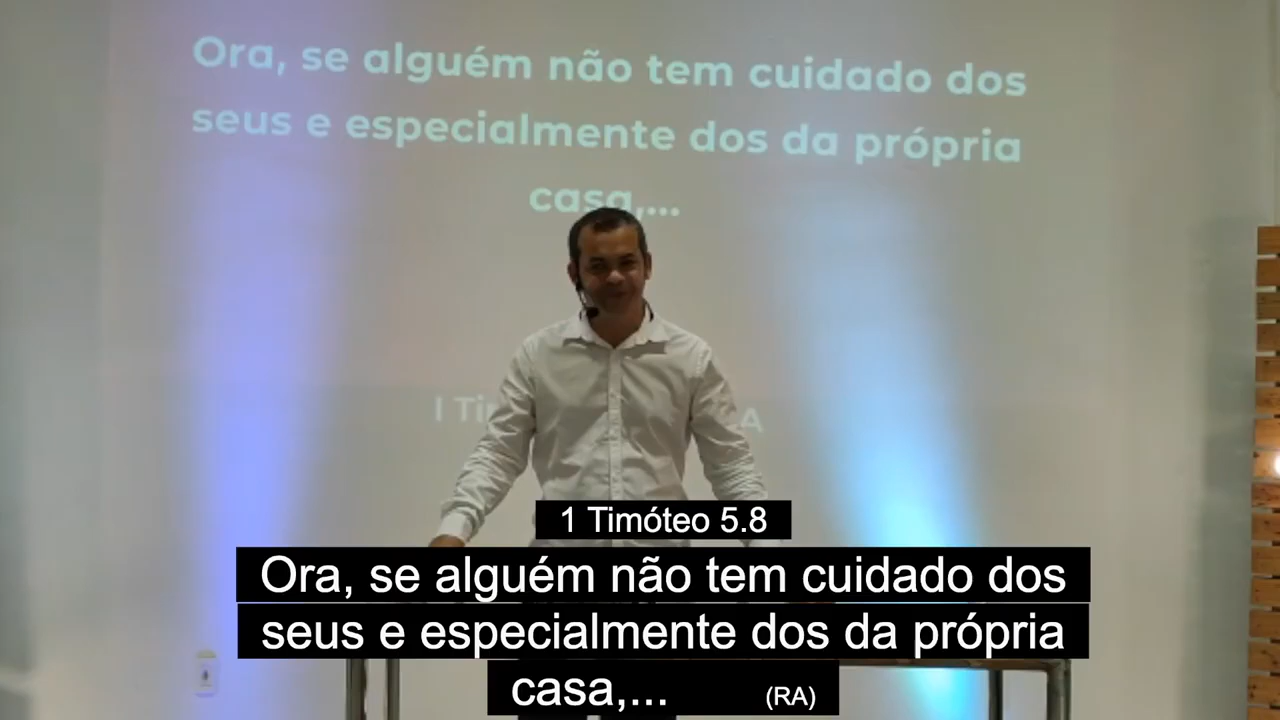 Ora, se alguém não tem cuidado dos
seus e especialmente dos da própria
casa,...
I
A
1 Timóteo 5.8
Ora, se alguém não tem cuidado dos
seus e especialmente dos da própria
casa,... (RA)